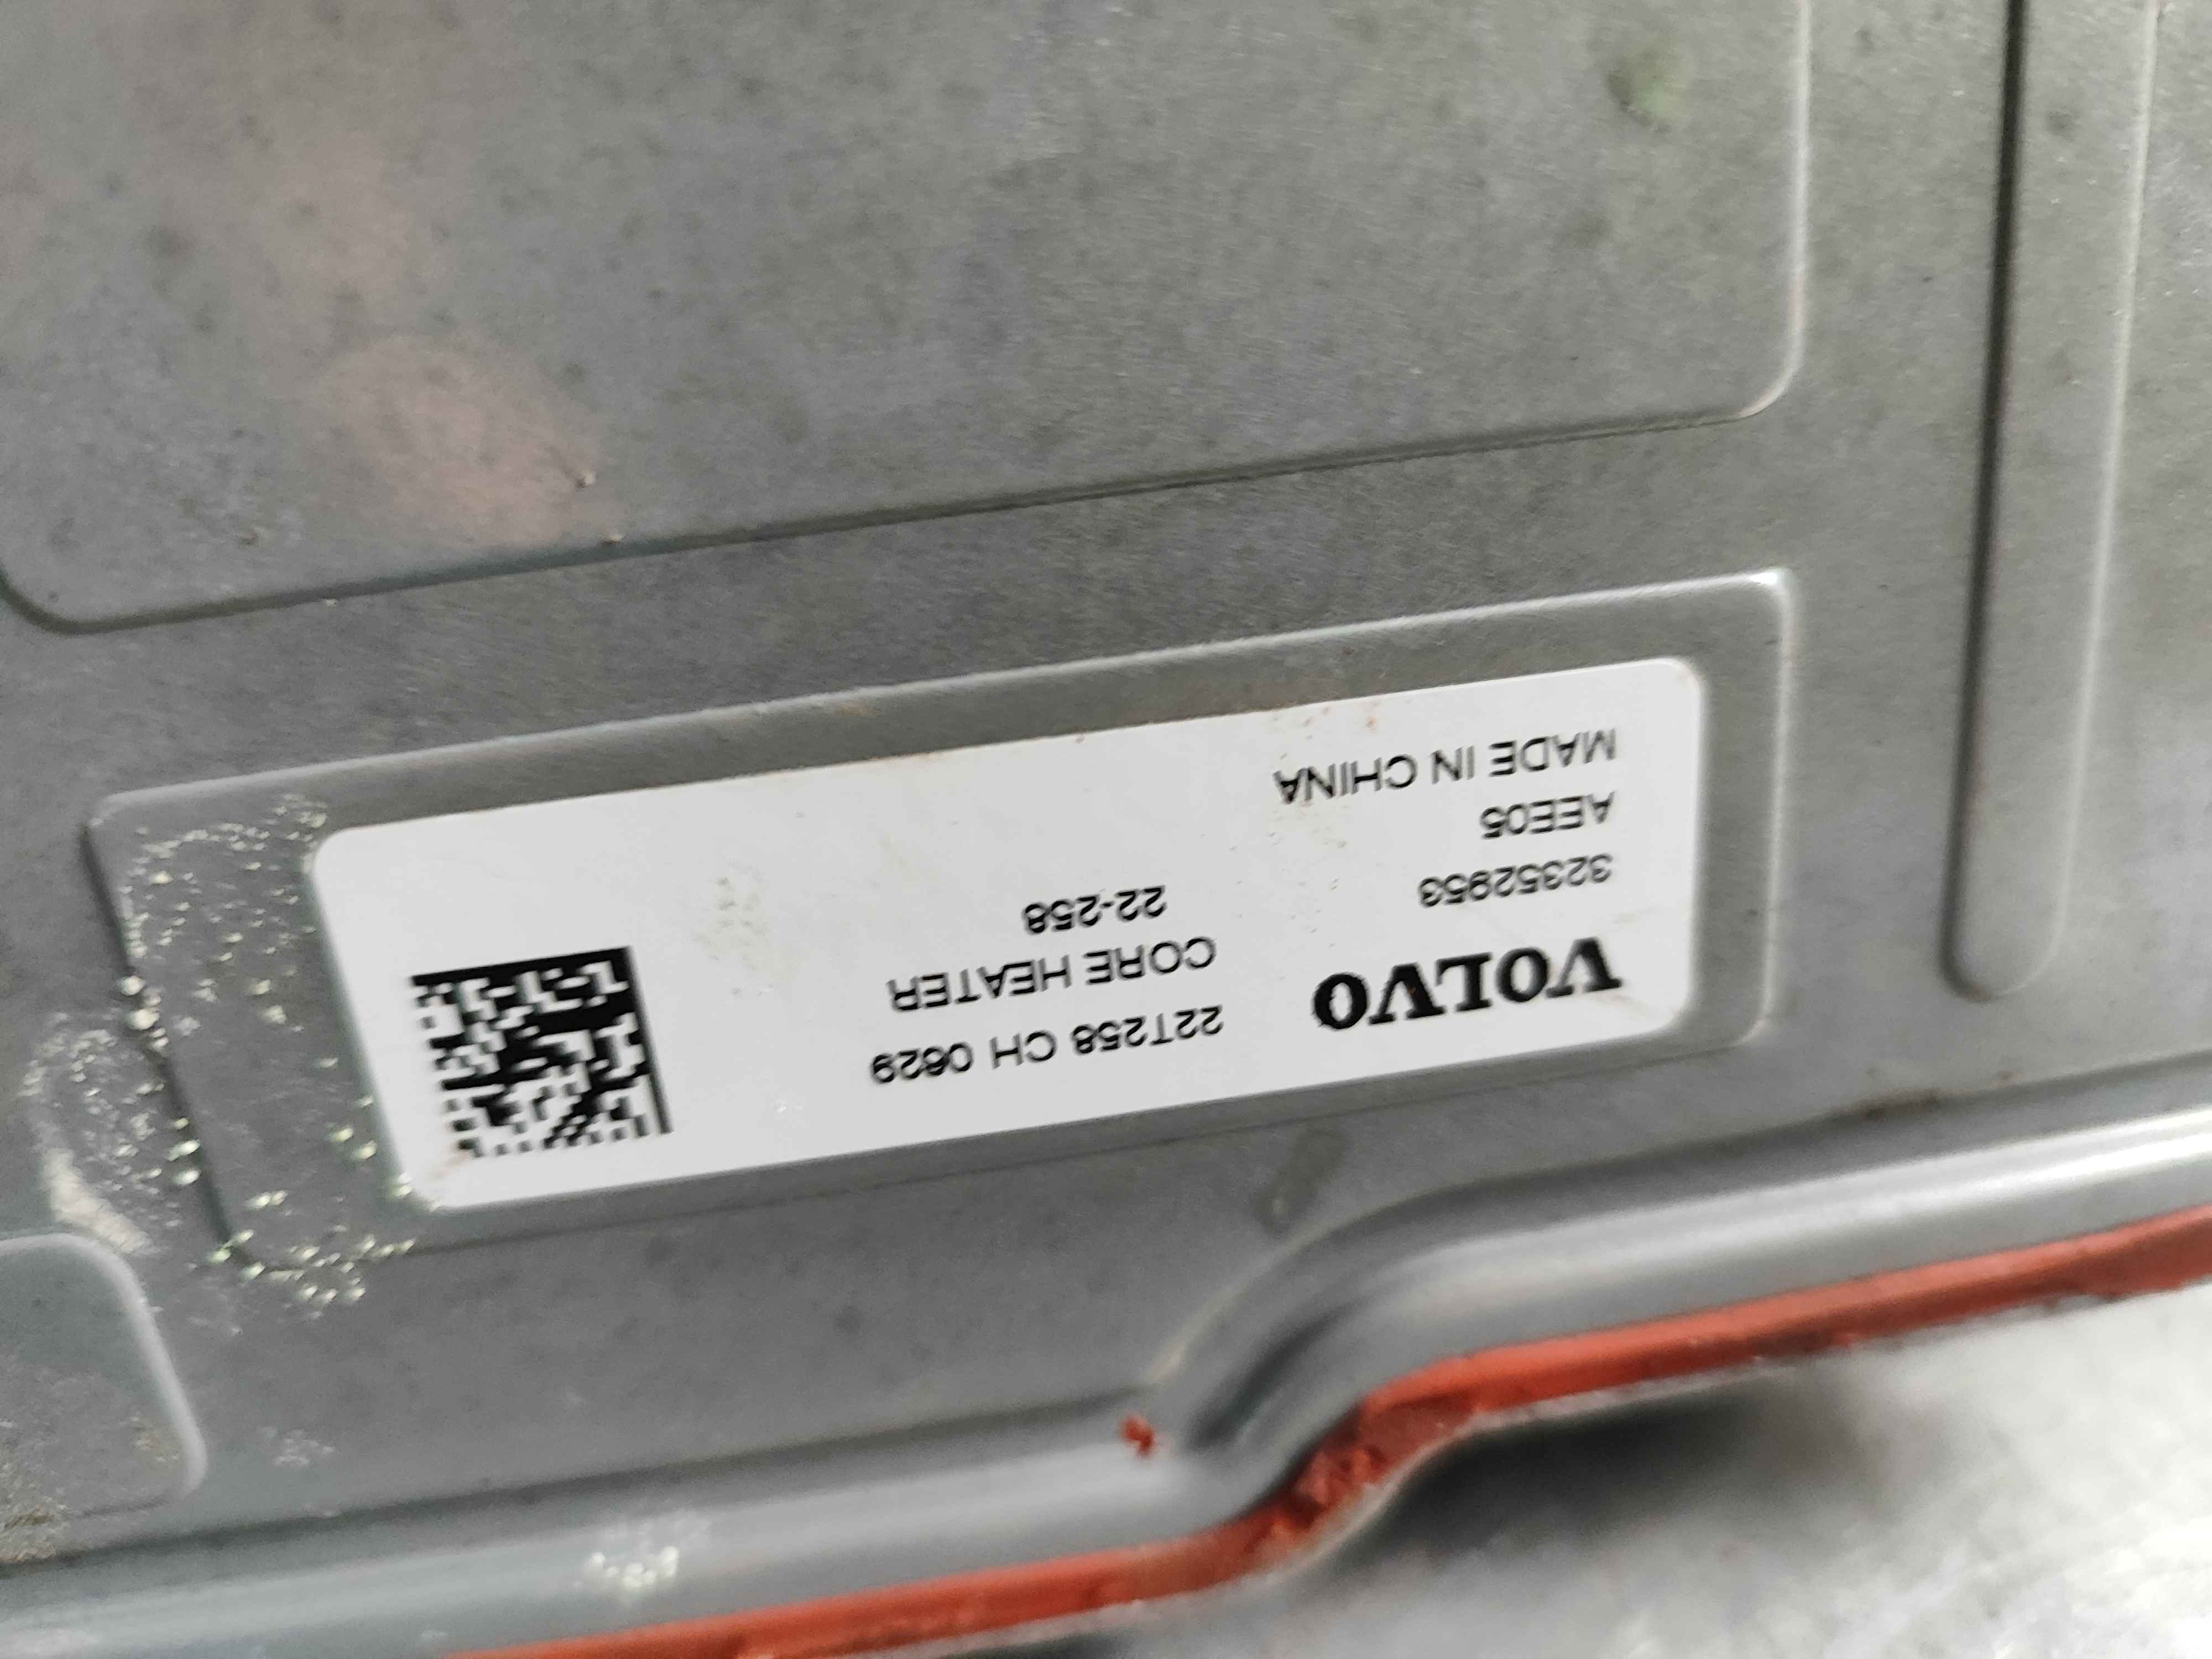 VOLVO
32352953
AEE05
MADE IN CHINA
22T258 CH 0629
CORE HEATER
22-258